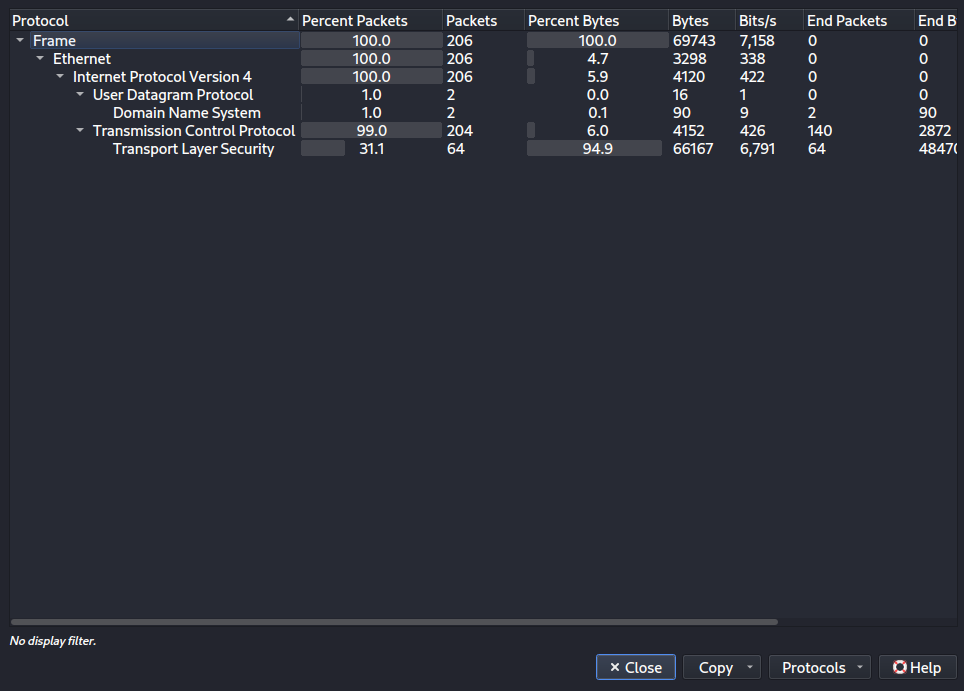 Protocol Percent Packets Packets Percent Bytes Bytes Bits/s End Packets End B
Frame 100.0 206 100.0 69743 7,158 0 0
Ethernet 100.0 206 4.7 3298 338 0 0
Internet Protocol Version 4 100.0 206 5.9 4120 422 0 0
User Datagram Protocol 1.0 2 0.0 16 1 0 0
Domain Name System 1.0 2 0.1 90 9 2 90
Transmission Control Protocol 99.0 204 6.0 4152 426 140 2872
Transport Layer Security 31.1 64 94.9 66167 6,791 64 48470
No display filter.
Close Copy Protocols Help